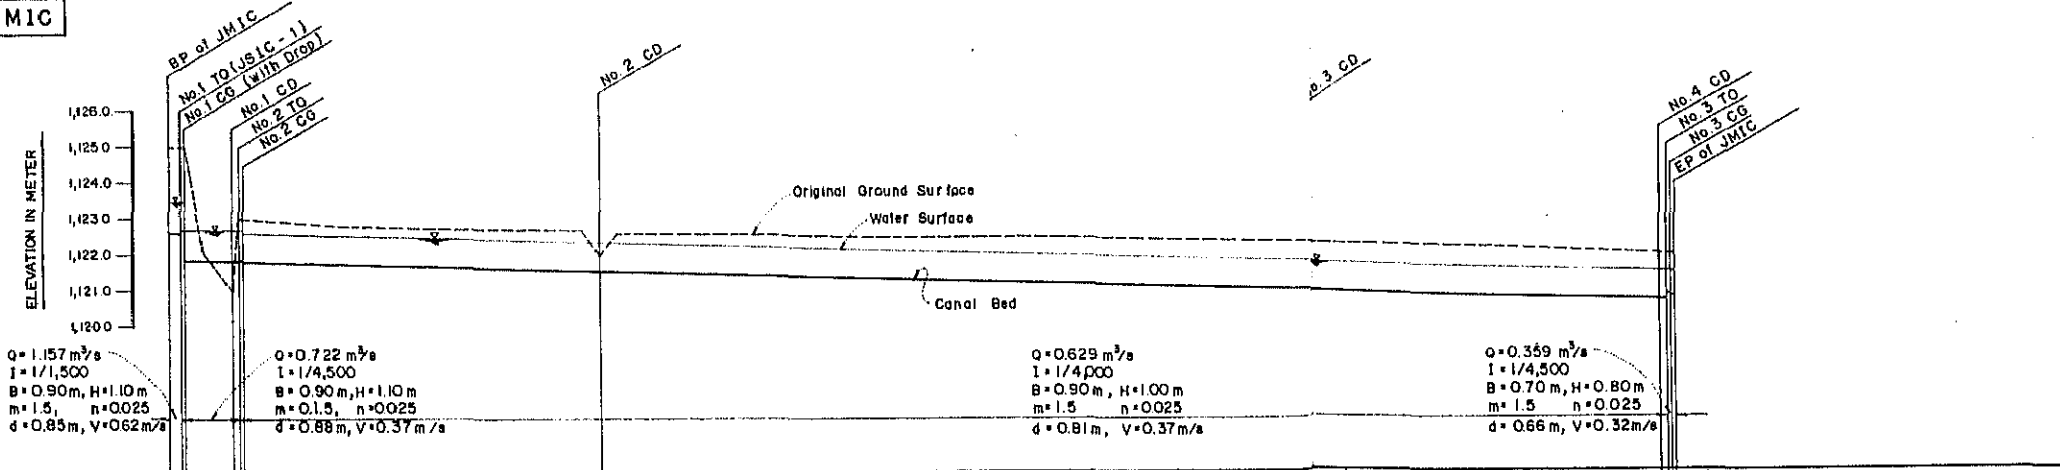 M1C
BP of JM1C
No.1 TO (JS1C-1)
No.1 CG (With Drop)
No.1 CD
No.2 TO
No.2 CG
No.2 CD
o.3 CD
No.4 CD
No.3 TO
No.3 CG
EP of JM1C
ELEVATION IN METER
1,126.0
1,125.0
1,124.0
1,123.0
1,122.0
1,121.0
1,120.0
Original Ground Surface
Water Surface
Canal Bed
Q=1.157 m³/s
I=1/1,500
B=0.90m, H=1.10m
m=1.5, n=0.025
d=0.85m, V=0.62m/s
Q=0.722 m³/s
I=1/4,500
B=0.90m, H=1.10m
m=0.1.5, n=0.025
d=0.88m, V=0.37m/s
Q=0.629 m³/s
I=1/4,000
B=0.90m, H=1.00m
m=1.5 n=0.025
d=0.81m, V=0.37m/s
Q=0.359 m³/s
I=1/4,500
B=0.70m, H=0.80m
m=1.5 n=0.025
d=0.66m, V=0.32m/s